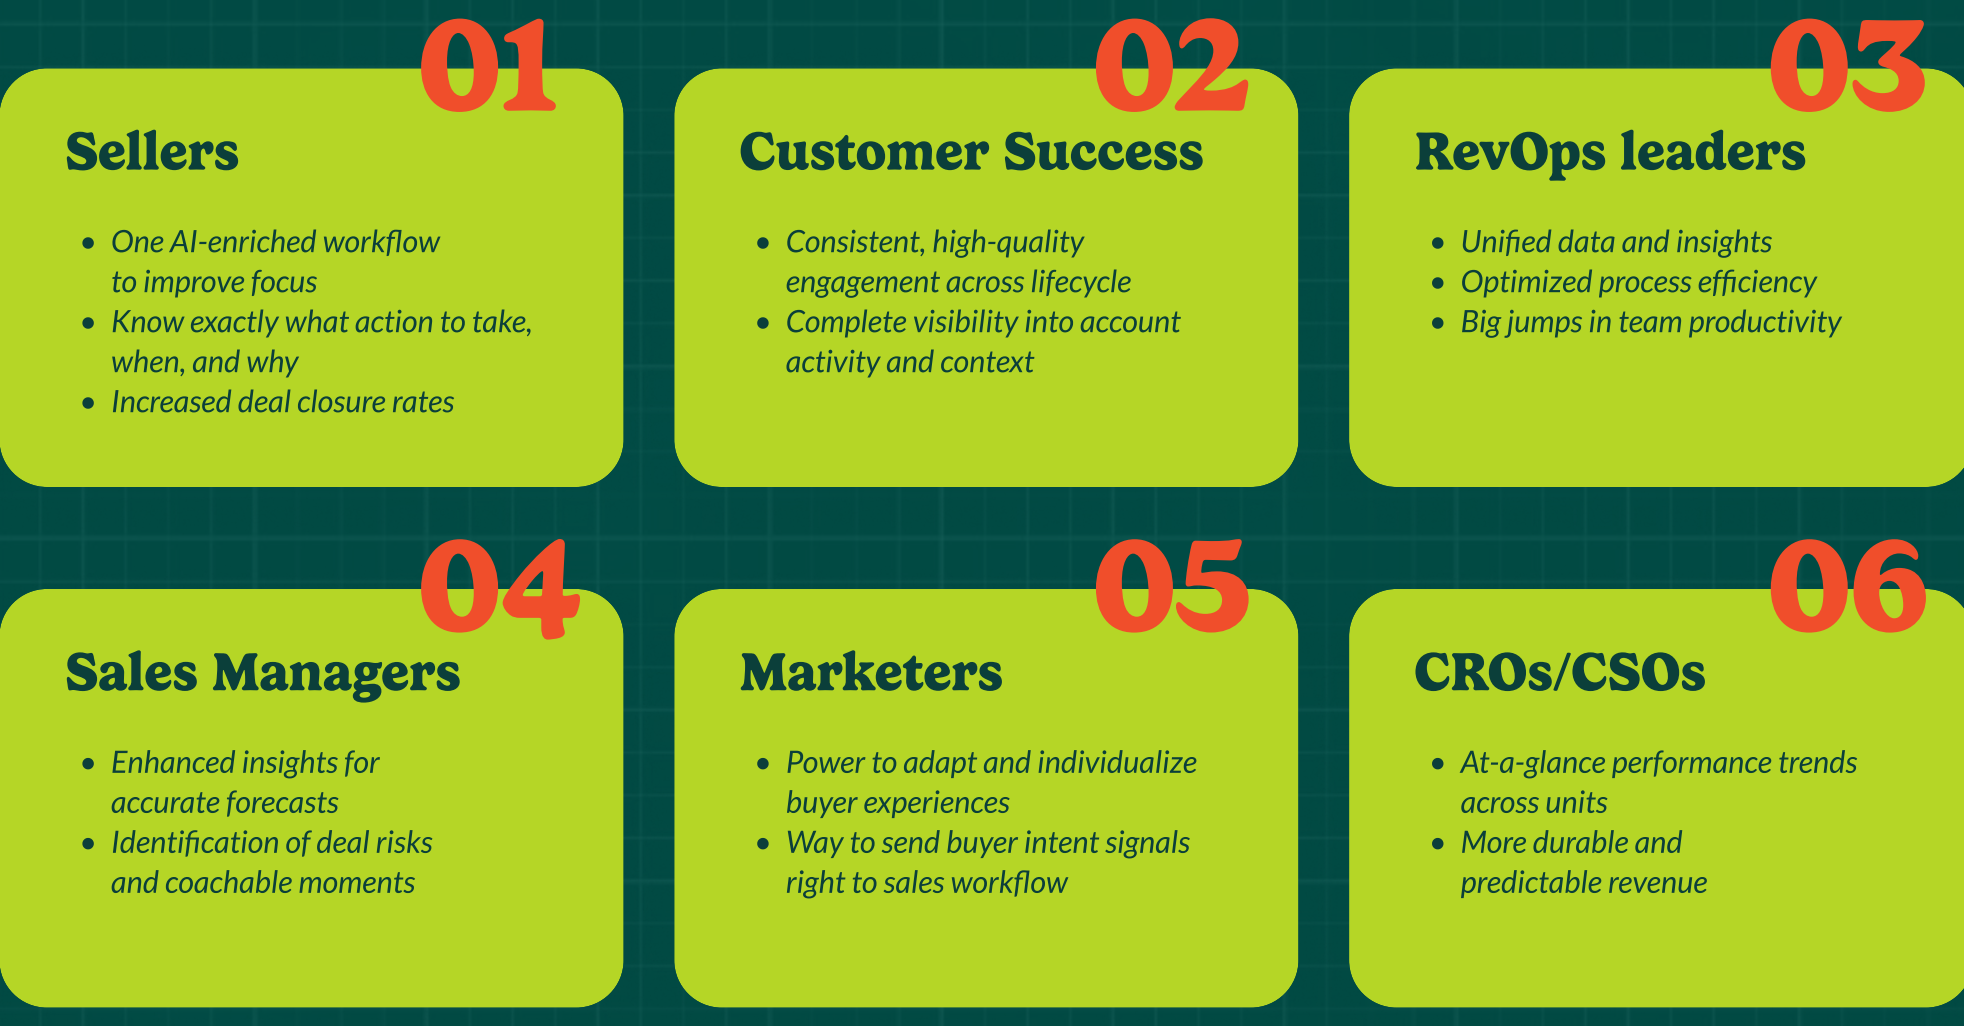 01
Sellers
• One AI-enriched workflow
to improve focus
• Know exactly what action to take,
when, and why
• Increased deal closure rates
02
Customer Success
• Consistent, high-quality
engagement across lifecycle
• Complete visibility into account
activity and context
03
RevOps leaders
• Unified data and insights
• Optimized process efficiency
• Big jumps in team productivity
04
Sales Managers
• Enhanced insights for
accurate forecasts
• Identification of deal risks
and coachable moments
05
Marketers
• Power to adapt and individualize
buyer experiences
• Way to send buyer intent signals
right to sales workflow
06
CROs/CSOs
• At-a-glance performance trends
across units
• More durable and
predictable revenue